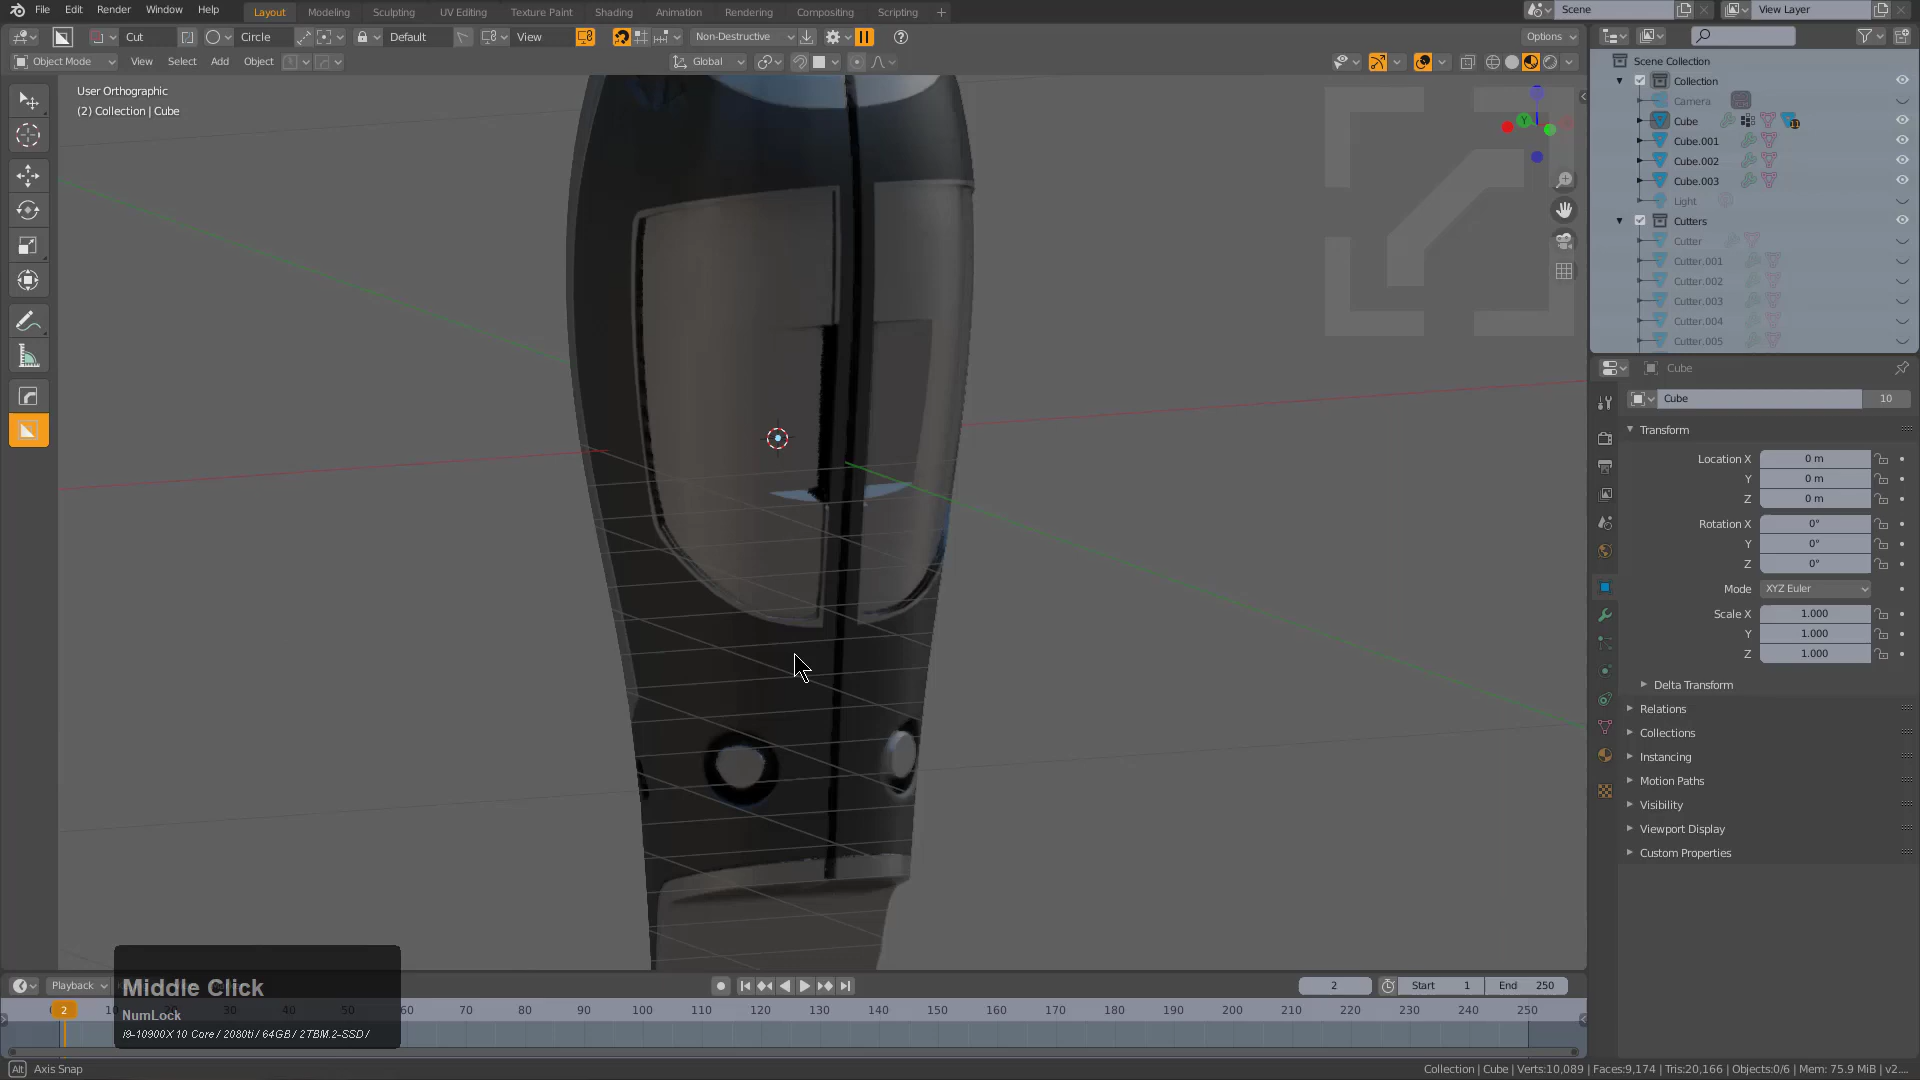 File Edit Render Window Help Layout Modeling Sculpting UV Editing Texture Paint Shading Animation Rendering Compositing Scripting + Scene View Layer
Cut Circle Default View Non-Destructive Options
Object Mode View Select Add Object Global
User Orthographic
(2) Collection | Cube
Y
Scene Collection
Collection
Camera
Cube
Cube.001
Cube.002
Cube.003
Light
Cutters
Cutter
Cutter.001
Cutter.002
Cutter.003
Cutter.004
Cutter.005
Cube
Cube 10
Transform
Location X 0 m
Y 0 m
Z 0 m
Rotation X 0°
Y 0°
Z 0°
Mode XYZ Euler
Scale X 1.000
Y 1.000
Z 1.000
Delta Transform
Relations
Collections
Instancing
Motion Paths
Visibility
Viewport Display
Custom Properties
Middle Click
NumLock
i9-10900X 10 Core / 2080ti / 64GB / 2TBM.2-SSD /
Playback 2 Start 1 End 250
2 10 20 30 40 50 60 70 80 90 100 110 120 130 140 150 160 170 180 190 200 210 220 230 240 250
Alt Axis Snap Collection | Cube | Verts:10,089 | Faces:9,174 | Tris:20,166 | Objects:0/6 | Mem: 75.9 MiB | v2....